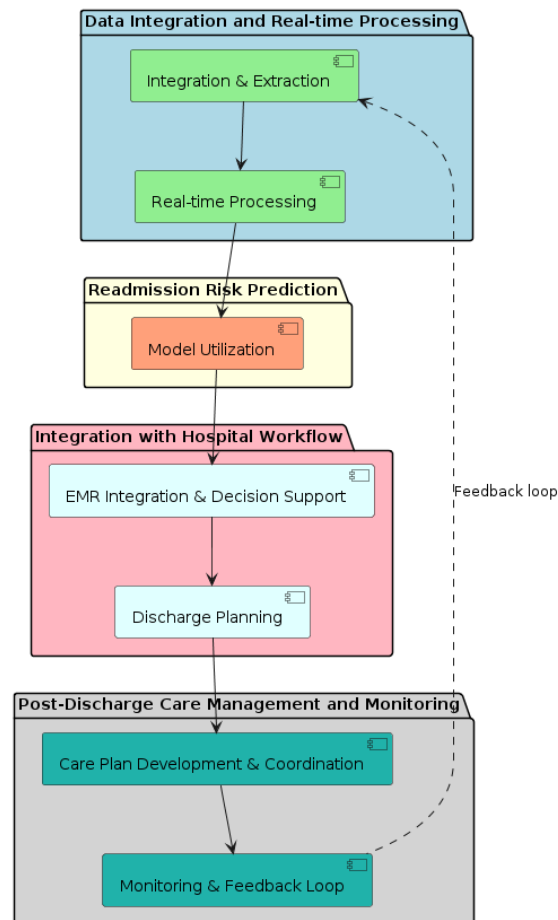 Data Integration and Real-time Processing
Integration & Extraction
Real-time Processing
Readmission Risk Prediction
Model Utilization
Integration with Hospital Workflow
EMR Integration & Decision Support
Feedback loop
Discharge Planning
Post-Discharge Care Management and Monitoring
Care Plan Development & Coordination
Monitoring & Feedback Loop